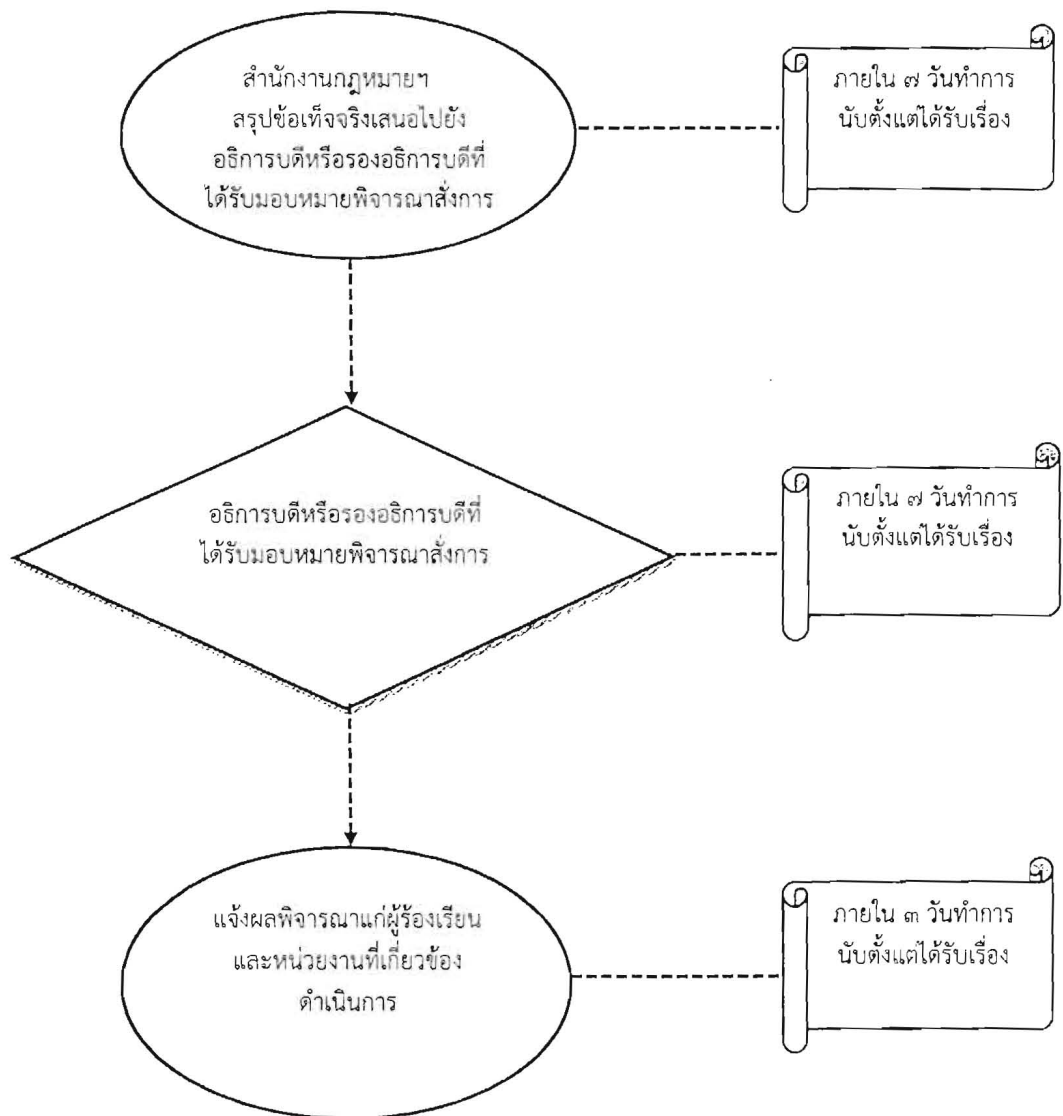 สำนักงานกฎหมายฯ
สรุปข้อเท็จจริงเสนอไปยัง
อธิการบดีหรือรองอธิการบดีที่
ได้รับมอบหมายพิจารณาสั่งการ
ภายใน ๗ วันทำการ
นับตั้งแต่ได้รับเรื่อง
อธิการบดีหรือรองอธิการบดีที่
ได้รับมอบหมายพิจารณาสั่งการ
ภายใน ๗ วันทำการ
นับตั้งแต่ได้รับเรื่อง
แจ้งผลพิจารณาแก่ผู้ร้องเรียน
และหน่วยงานที่เกี่ยวข้อง
ดำเนินการ
ภายใน ๓ วันทำการ
นับตั้งแต่ได้รับเรื่อง